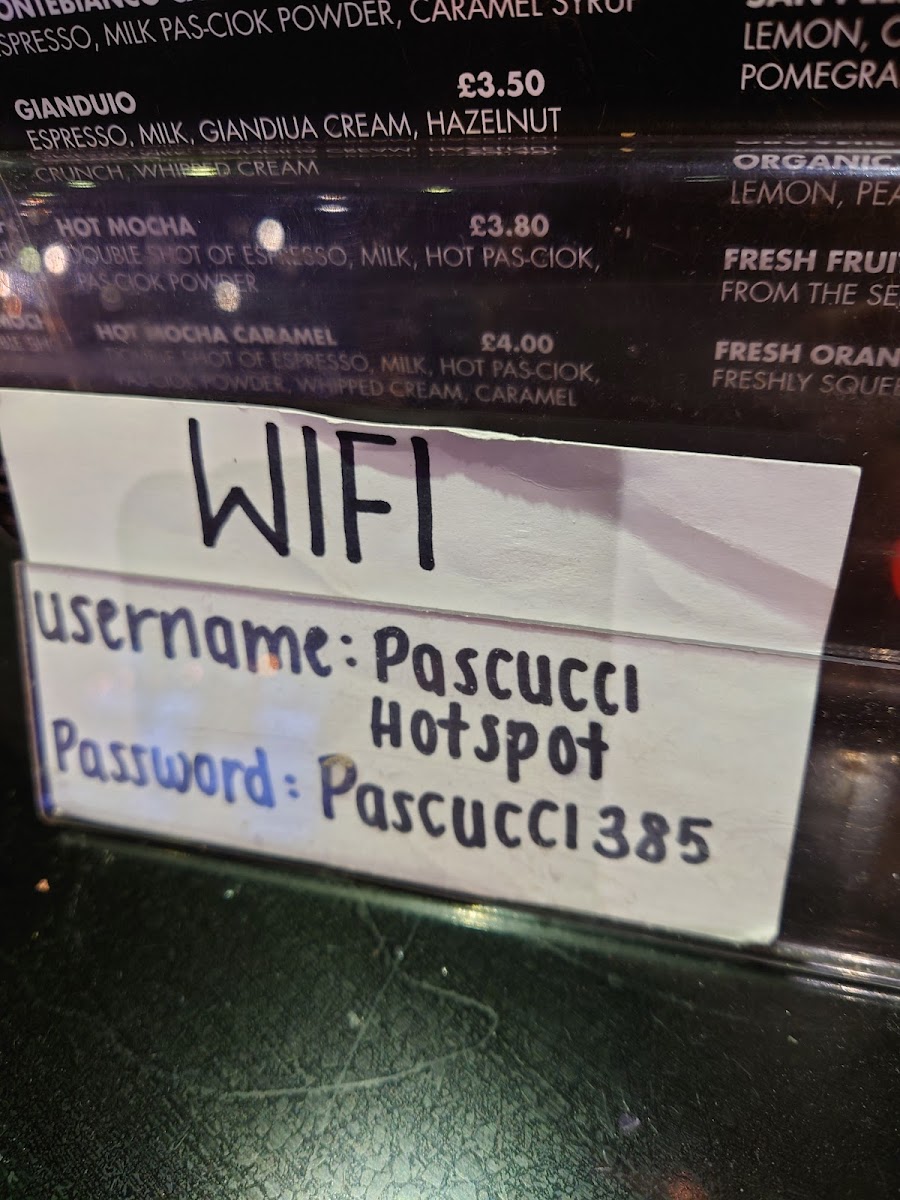 ESPRESSO, MILK PAS-CIOK POWDER, CARAMEL SYRUP
GIANDUIO £3.50
ESPRESSO, MILK, GIANDIUA CREAM, HAZELNUT
CRUNCH, WHIPPED CREAM
HOT MOCHA £3.80
DOUBLE SHOT OF ESPRESSO, MILK, HOT PAS-CIOK,
PAS-CIOK POWDER
HOT MOCHA CARAMEL £4.00
DOUBLE SHOT OF ESPRESSO, MILK, HOT PAS-CIOK,
PAS-CIOK POWDER, WHIPPED CREAM, CARAMEL
LEMON,
POMEGRA
ORGANIC
LEMON, PEA
FRESH FRUI
FROM THE SE
FRESH ORAN
FRESHLY SQUE
WIFI
username: Pascucci
Hotspot
Password: Pascucci385